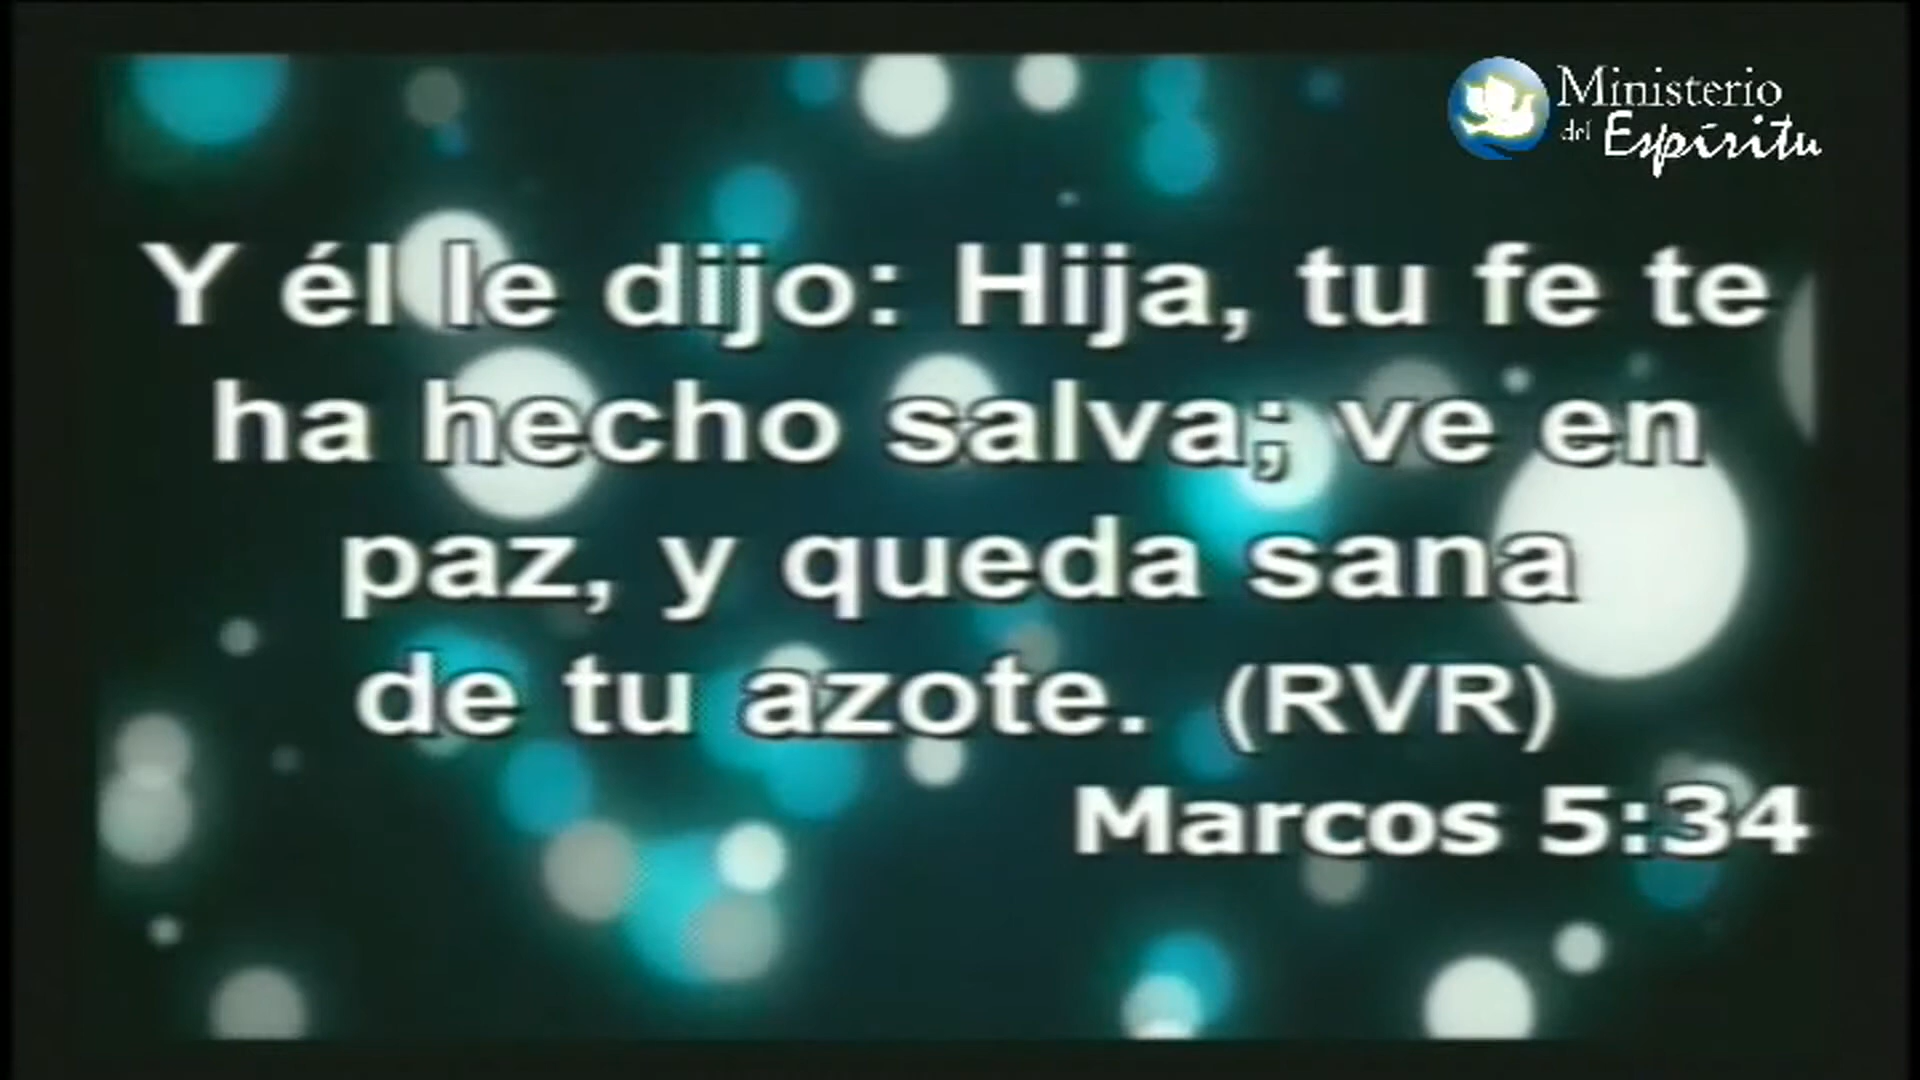 Ministerio
del Espíritu
Y él le dijo: Hija, tu fe te
ha hecho salva; ve en
paz, y queda sana
de tu azote. (RVR)
Marcos 5:34